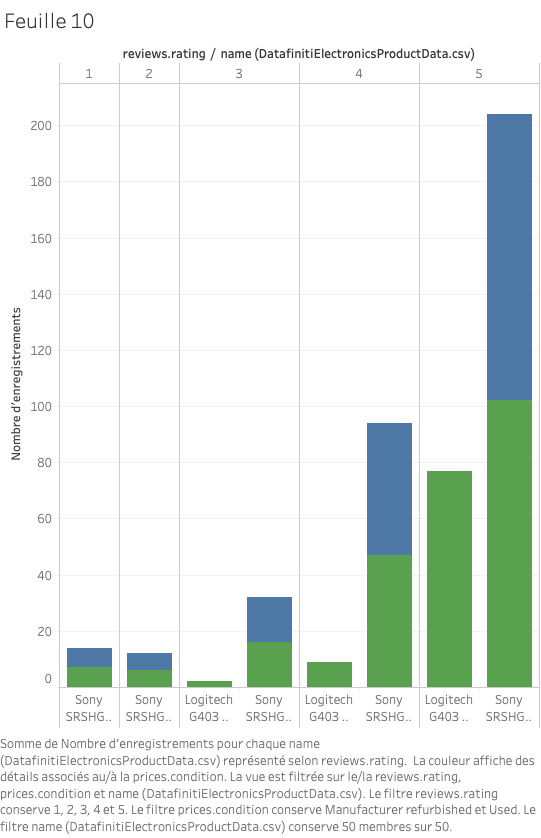 Feuille 10
reviews.rating / name (DatafinitiElectronicsProductData.csv)
1 2 3 4 5
Nombre d'enregistrements
200
180
160
140
120
100
80
60
40
20
0
Sony SRSHG.. Sony SRSHG.. Logitech G403 .. Sony SRSHG.. Logitech G403 .. Sony SRSHG.. Logitech G403 .. Sony SRSHG..
Somme de Nombre d'enregistrements pour chaque name
(DatafinitiElectronicsProductData.csv) représenté selon reviews.rating. La couleur affiche des
détails associés au/à la prices.condition. La vue est filtrée sur le/la reviews.rating,
prices.condition et name (DatafinitiElectronicsProductData.csv). Le filtre reviews.rating
conserve 1, 2, 3, 4 et 5. Le filtre prices.condition conserve Manufacturer refurbished et Used. Le
filtre name (DatafinitiElectronicsProductData.csv) conserve 50 membres sur 50.